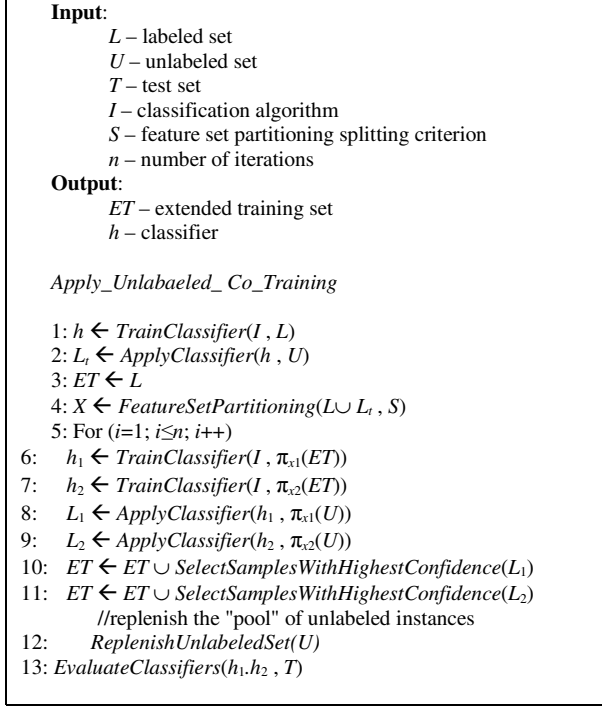 Input:
L – labeled set
U – unlabeled set
T – test set
I – classification algorithm
S – feature set partitioning splitting criterion
n – number of iterations
Output:
ET – extended training set
h – classifier
Apply_Unlabaeled_ Co_Training
1: h 🡨 TrainClassifier(I , L)
2: Lt 🡨 ApplyClassifier(h , U)
3: ET 🡨 L
4: X 🡨 FeatureSetPartitioning(L∪ Lt , S)
5: For (i=1; i≤n; i++)
6: h1 🡨 TrainClassifier(I , πx1(ET))
7: h2 🡨 TrainClassifier(I , πx2(ET))
8: L1 🡨 ApplyClassifier(h1 , πx1(U))
9: L2 🡨 ApplyClassifier(h2 , πx2(U))
10: ET 🡨 ET ∪ SelectSamplesWithHighestConfidence(L1)
11: ET 🡨 ET ∪ SelectSamplesWithHighestConfidence(L2)
//replenish the "pool" of unlabeled instances
12: ReplenishUnlabeledSet(U)
13: EvaluateClassifiers(h1.h2 , T)